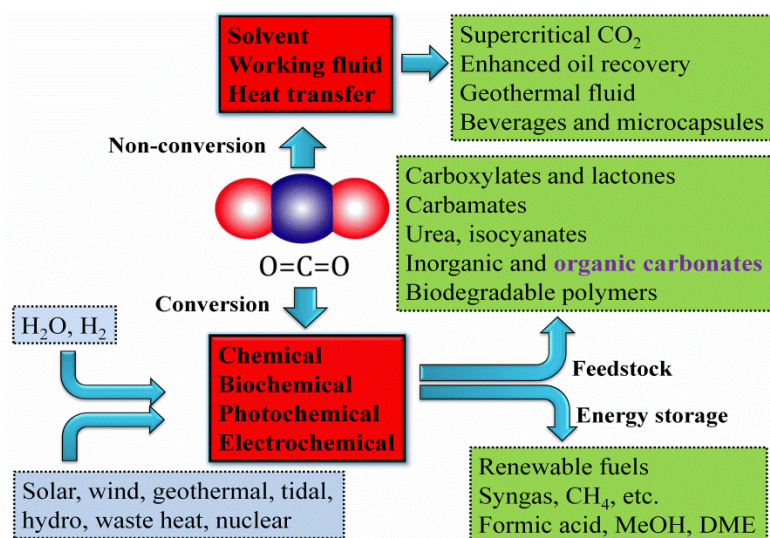 Solvent
Working fluid
Heat transfer
Supercritical CO₂
Enhanced oil recovery
Geothermal fluid
Beverages and microcapsules
Non-conversion
O=C=O
Conversion
Carboxylates and lactones
Carbamates
Urea, isocyanates
Inorganic and organic carbonates
Biodegradable polymers
H₂O, H₂
Chemical
Biochemical
Photochemical
Electrochemical
Feedstock
Energy storage
Solar, wind, geothermal, tidal,
hydro, waste heat, nuclear
Renewable fuels
Syngas, CH₄, etc.
Formic acid, MeOH, DME